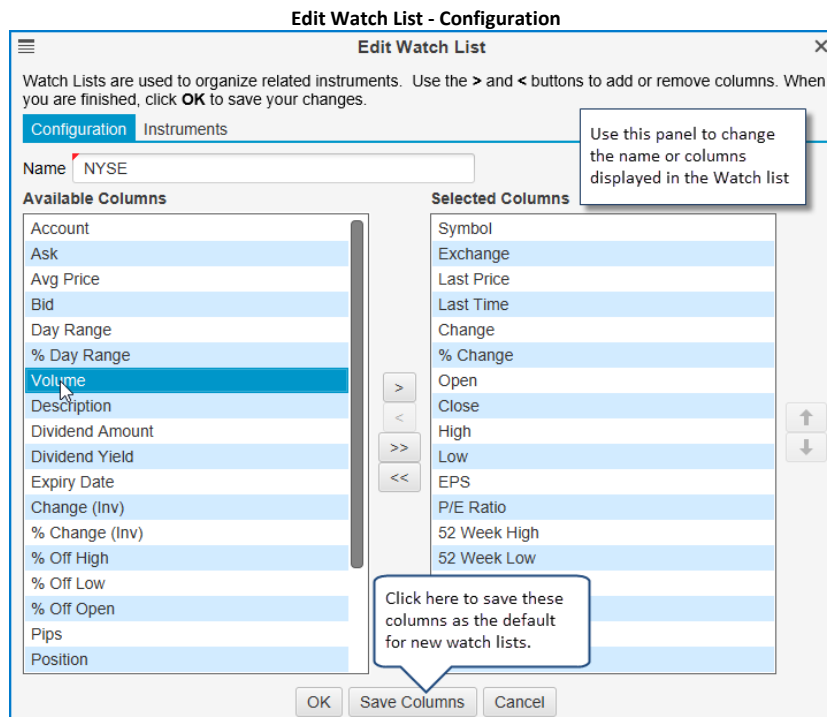 Edit Watch List - Configuration
Edit Watch List
Watch Lists are used to organize related instruments.  Use the > and < buttons to add or remove columns. When
you are finished, click OK to save your changes.
Configuration
Instruments
Use this panel to change
the name or columns
displayed in the Watch list
Name
NYSE
Available Columns
Account
Ask
Avg Price
Bid
Day Range
% Day Range
Volume
Description
Dividend Amount
Dividend Yield
Expiry Date
Change (Inv)
% Change (Inv)
% Off High
% Off Low
% Off Open
Pips
Position
>
<
>>
<<
Selected Columns
Symbol
Exchange
Last Price
Last Time
Change
% Change
Open
Close
High
Low
EPS
P/E Ratio
52 Week High
52 Week Low
Click here to save these
columns as the default
for new watch lists.
OK
Save Columns
Cancel